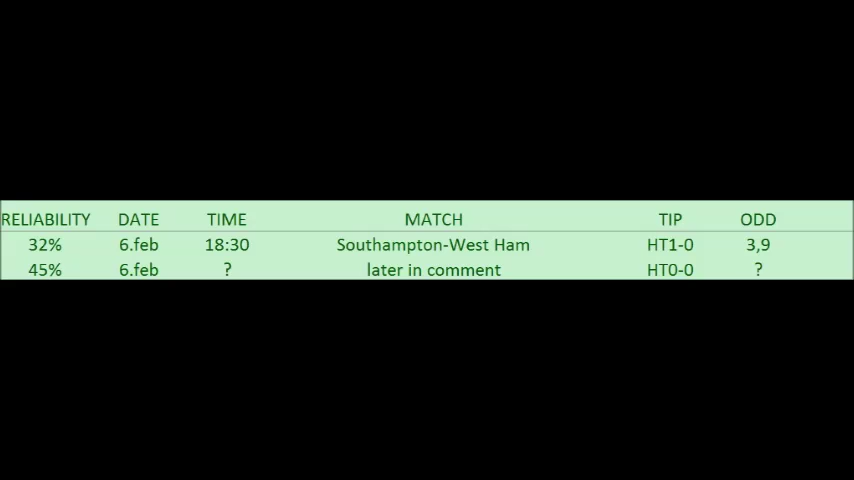 RELIABILITY DATE TIME MATCH TIP ODD
32% 6.feb 18:30 Southampton-West Ham HT1-0 3,9
45% 6.feb ? later in comment HT0-0 ?